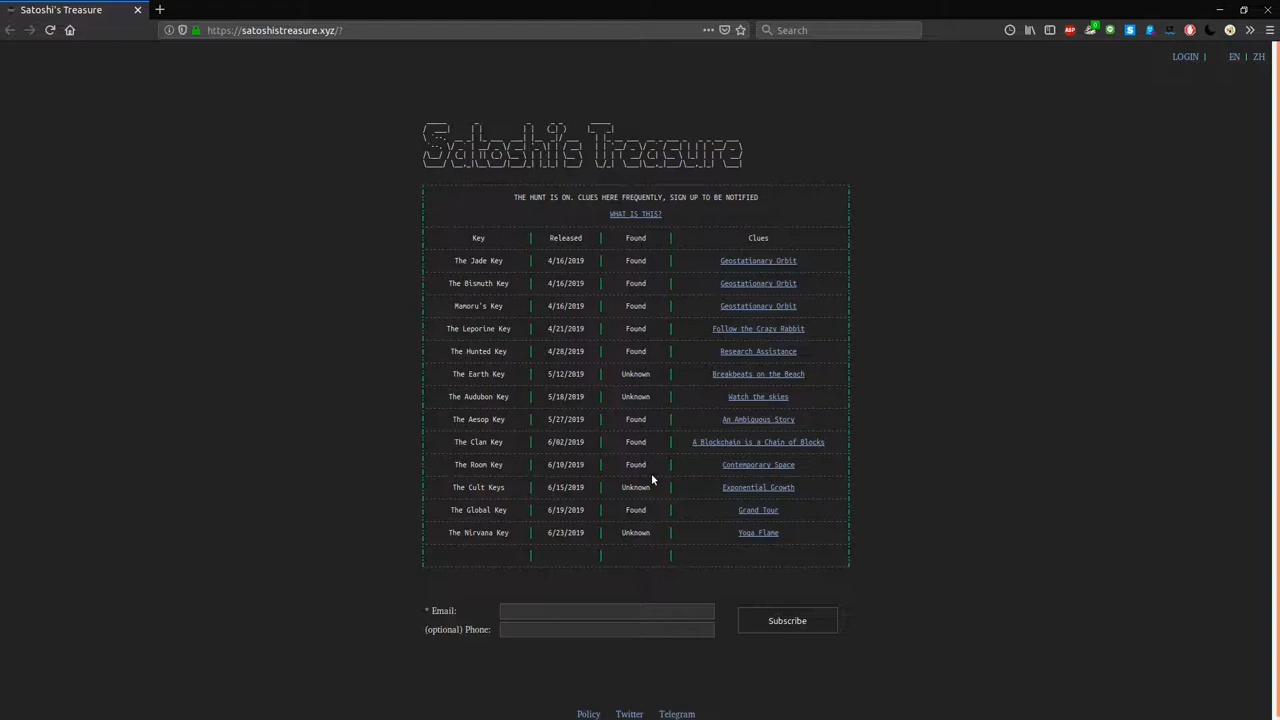 Satoshi's Treasure
https://satoshistreasure.xyz/?
Search
0
ABP
LOGIN | EN | ZH
Satoshi's Treasure
THE HUNT IS ON. CLUES HERE FREQUENTLY, SIGN UP TO BE NOTIFIED
WHAT IS THIS?
Key | Released | Found | Clues
The Jade Key | 4/16/2019 | Found | Geostationary Orbit
The Bismuth Key | 4/16/2019 | Found | Geostationary Orbit
Mamoru's Key | 4/16/2019 | Found | Geostationary Orbit
The Leporine Key | 4/21/2019 | Found | Follow the Crazy Rabbit
The Hunted Key | 4/28/2019 | Found | Research Assistance
The Earth Key | 5/12/2019 | Unknown | Breakbeats on the Beach
The Audubon Key | 5/18/2019 | Unknown | Watch the skies
The Aesop Key | 5/27/2019 | Found | An Ambiguous Story
The Clan Key | 6/02/2019 | Found | A Blockchain is a Chain of Blocks
The Room Key | 6/10/2019 | Found | Contemporary Space
The Cult Keys | 6/15/2019 | Unknown | Exponential Growth
The Global Key | 6/19/2019 | Found | Grand Tour
The Nirvana Key | 6/23/2019 | Unknown | Yoga Flame
* Email:
(optional) Phone:
Subscribe
Policy Twitter Telegram